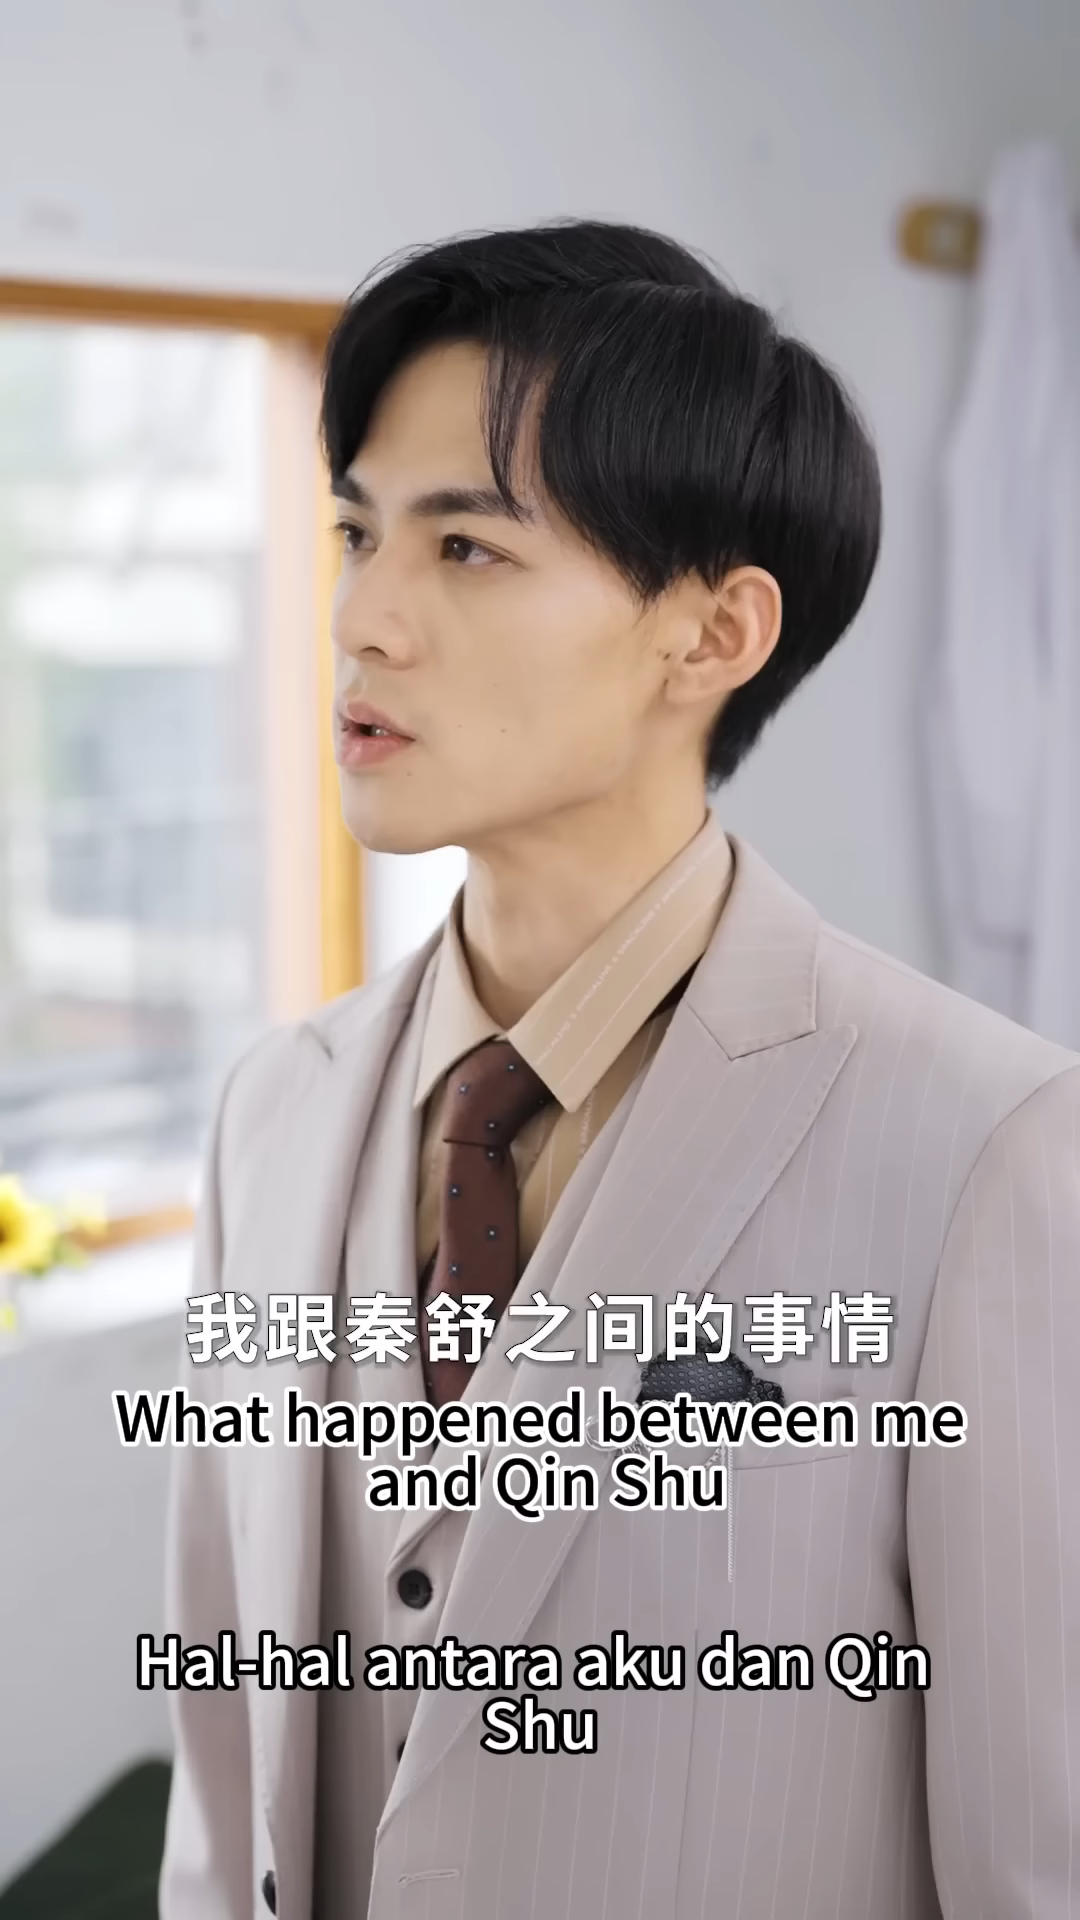 我跟秦舒之间的事情
What happened between me
and Qin Shu
Hal-hal antara aku dan Qin
Shu